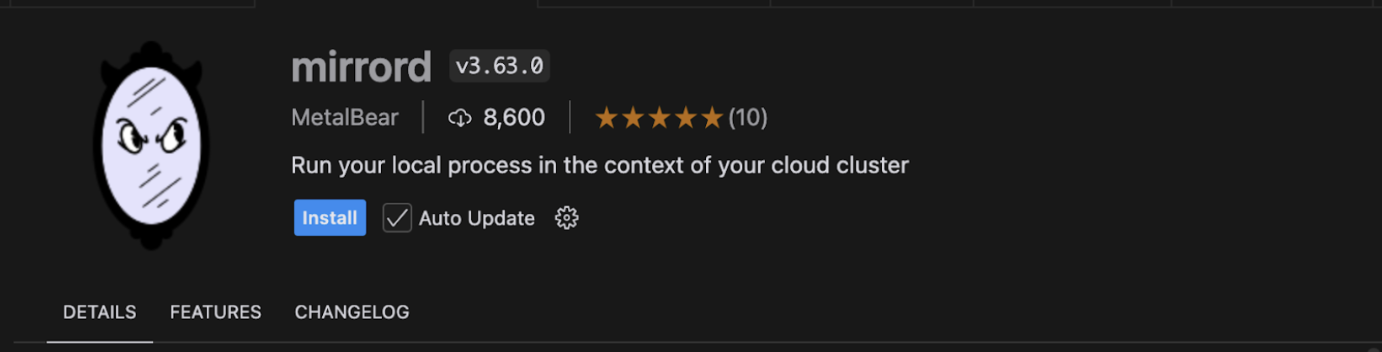 mirrord v3.63.0
MetalBear 8,600 (10)
Run your local process in the context of your cloud cluster
Install Auto Update
DETAILS FEATURES CHANGELOG